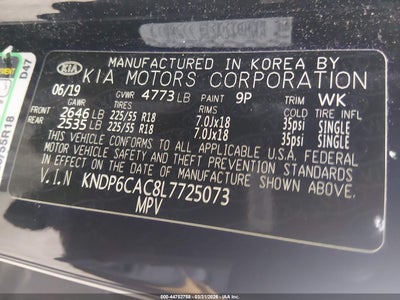 MANUFACTURED IN KOREA BY
KIA KIA MOTORS CORPORATION
06/19 GVWR 4773 LB PAINT 9P TRIM WK
GAWR TIRES RIMS COLD TIRE INFL
FRONT 2646 LB 225/55 R18 7.0Jx18 35psi SINGLE
REAR 2535 LB 225/55 R18 7.0Jx18 35psi SINGLE
THIS VEHICLE CONFORMS TO ALL APPLICABLE U.S.A. FEDERAL
MOTOR VEHICLE SAFETY, BUMPER, AND THEFT PREVENTION
STANDARDS IN EFFECT ON THE DATE OF MANUFACTURE SHOWN ABOVE.
V.I.N KNDP6CAC8L7725073
MPV
D47
/55R18
000-44752758 - 03/31/2026 - IAA